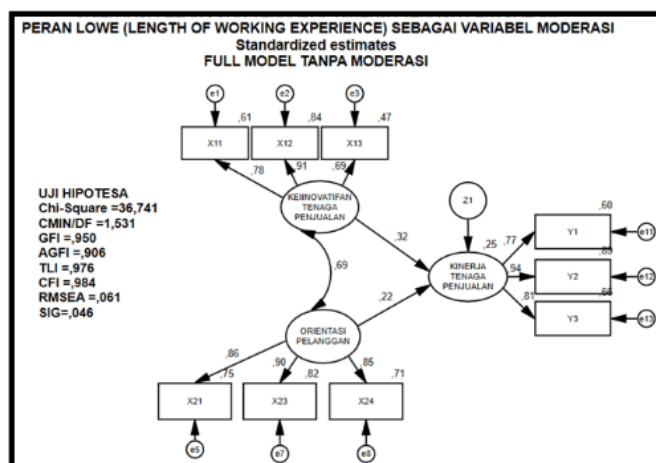 PERAN LOWE (LENGTH OF WORKING EXPERIENCE) SEBAGAI VARIABEL MODERASI
Standardized estimates
FULL MODEL TANPA MODERASI
e1
e2
e3
,61
,84
,47
X11
X12
X13
,78
,91
,69
UJI HIPOTESA
Chi-Square =36,741
CMIN/DF =1,531
GFI =,950
AGFI =,906
TLI =,976
CFI =,984
RMSEA =,061
SIG=,046
KEIINOVATIFAN
TENAGA
PENJUALAN
Z1
,32
,69
,25
KINERJA
TENAGA
PENJUALAN
,77
,94
,81
,60
Y1
e11
,89
Y2
e12
,66
Y3
e13
,22
ORIENTASI
PELANGGAN
,86
,90
,85
,75
,82
,71
X21
X23
X24
e5
e7
e8